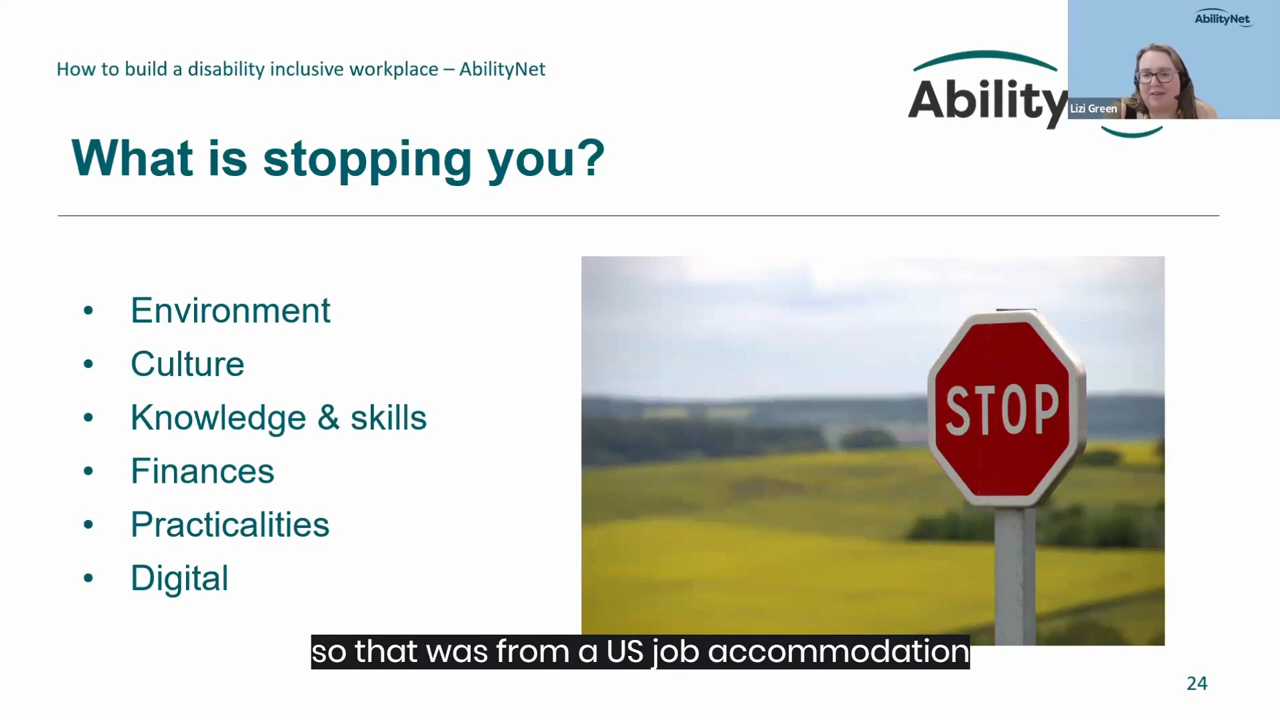 How to build a disability inclusive workplace – AbilityNet
Ability
AbilityNet
Lizi Green
What is stopping you?
• Environment
• Culture
• Knowledge & skills
• Finances
• Practicalities
• Digital
STOP
so that was from a US job accommodation
24